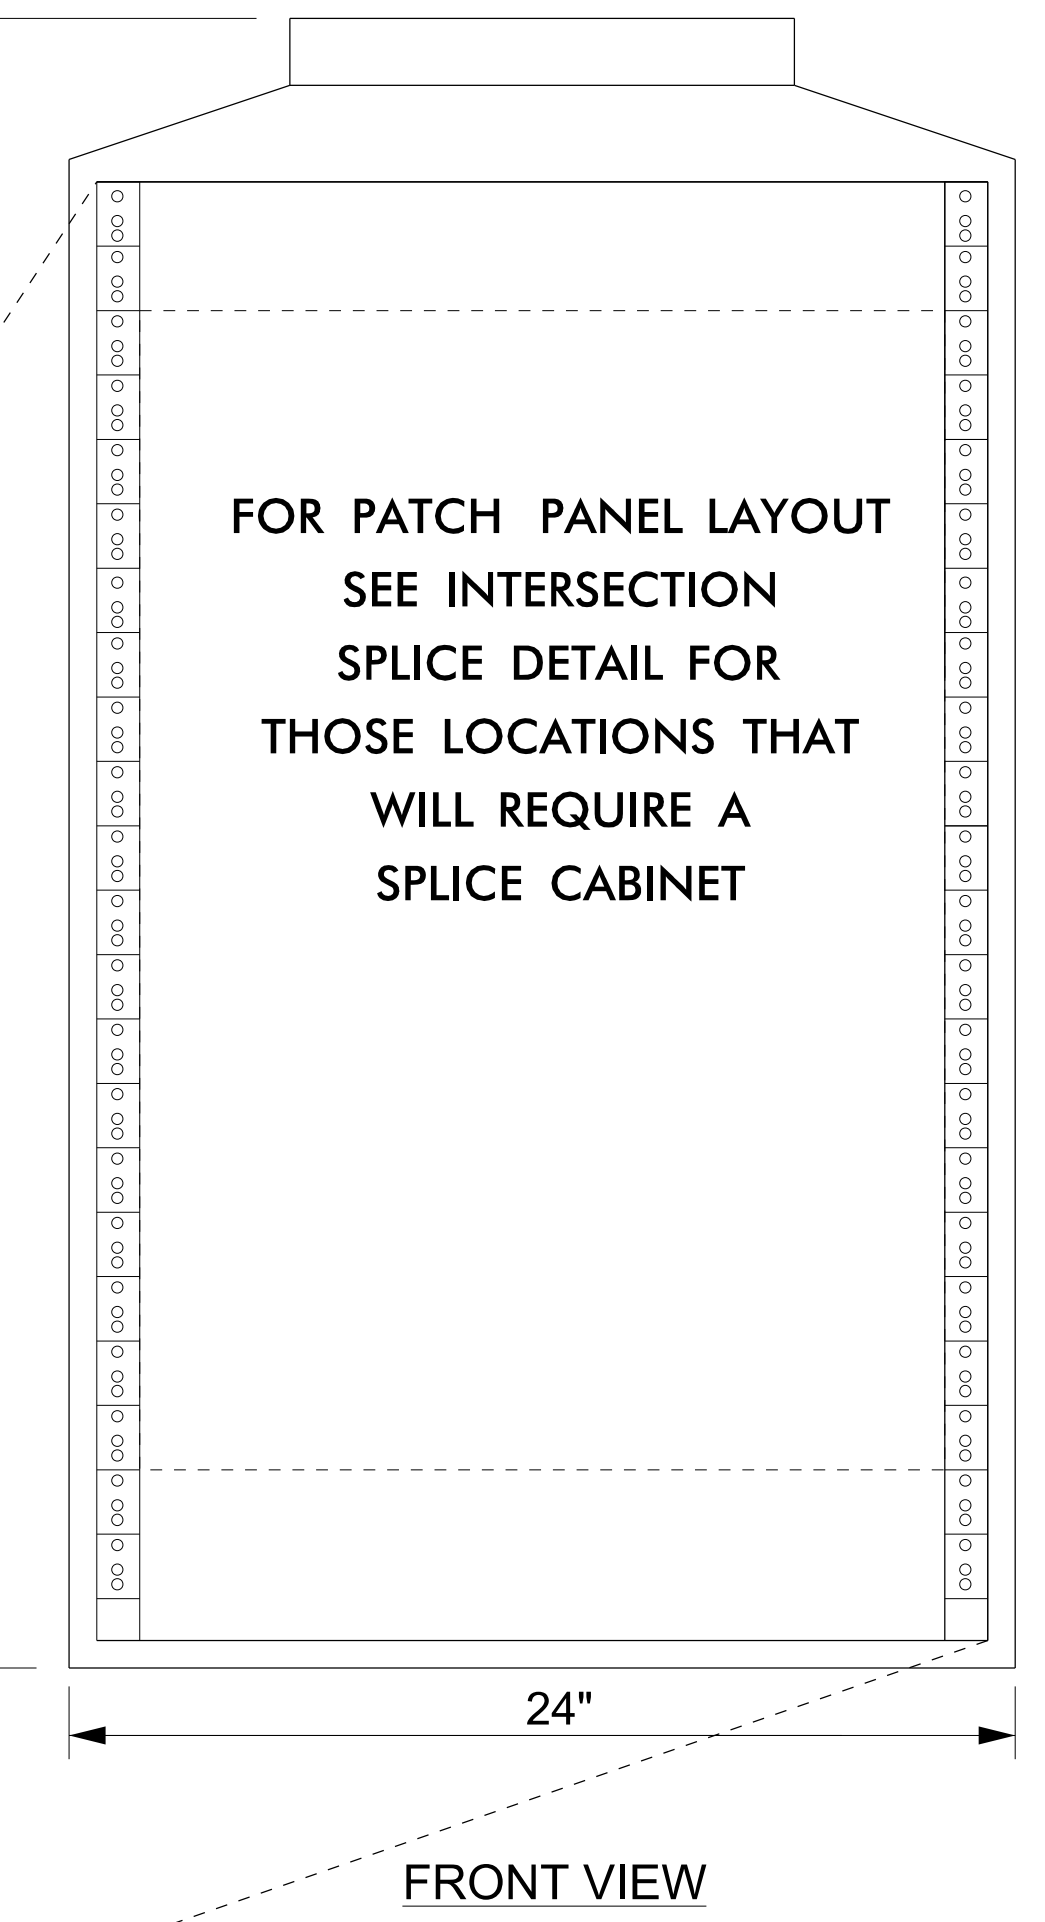 FOR PATCH PANEL LAYOUT
SEE INTERSECTION
SPLICE DETAIL FOR
THOSE LOCATIONS THAT
WILL REQUIRE A
SPLICE CABINET
24"
FRONT VIEW